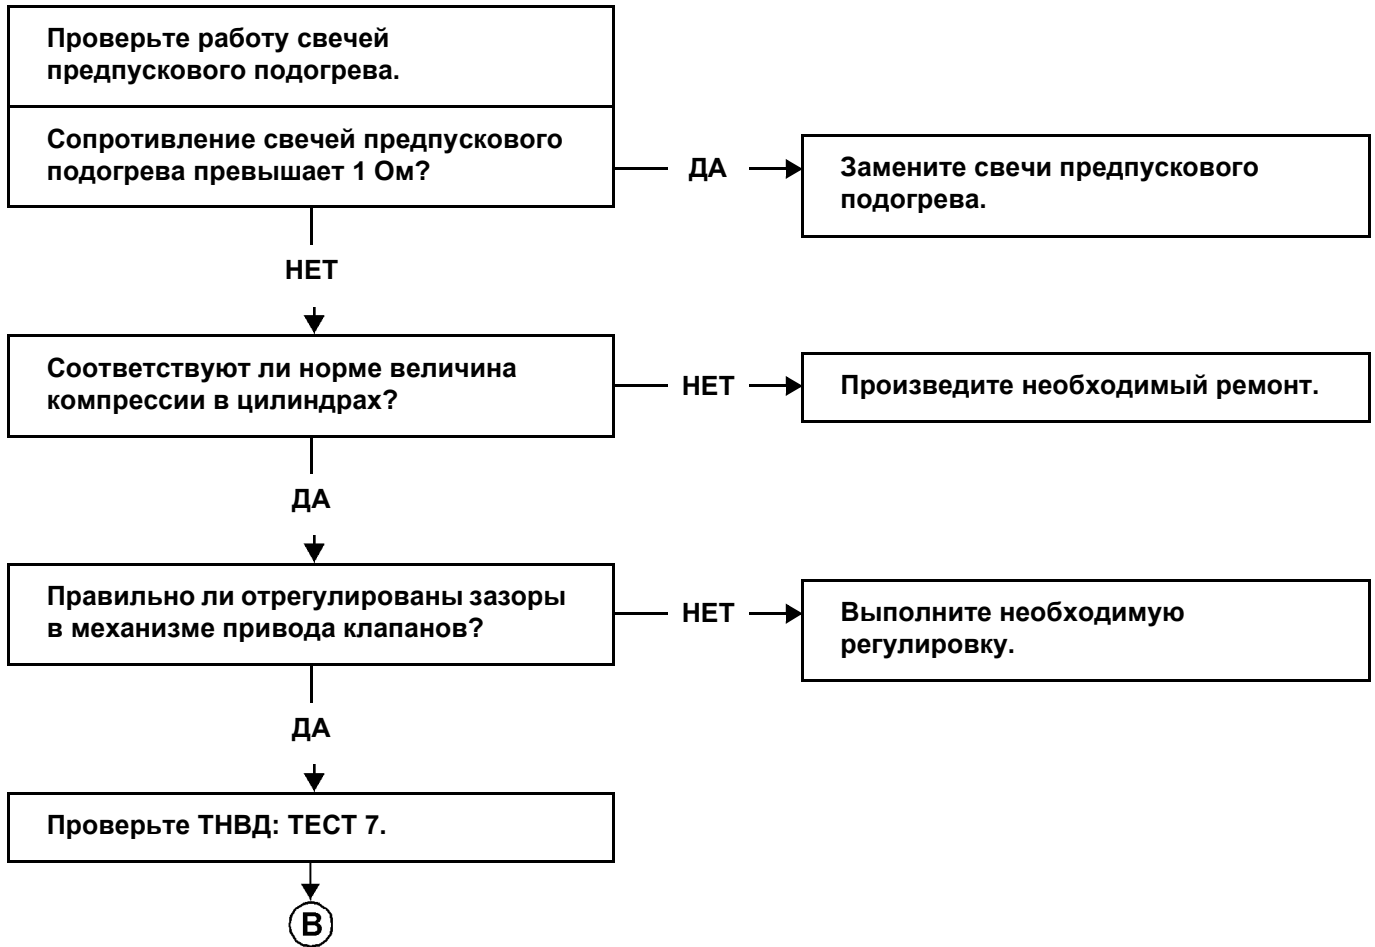 Проверьте работу свечей
предпускового подогрева.
Сопротивление свечей предпускового
подогрева превышает 1 Ом?
ДА
Замените свечи предпускового
подогрева.
НЕТ
Соответствуют ли норме величина
компрессии в цилиндрах?
НЕТ
Произведите необходимый ремонт.
ДА
Правильно ли отрегулированы зазоры
в механизме привода клапанов?
НЕТ
Выполните необходимую
регулировку.
ДА
Проверьте ТНВД: ТЕСТ 7.
В